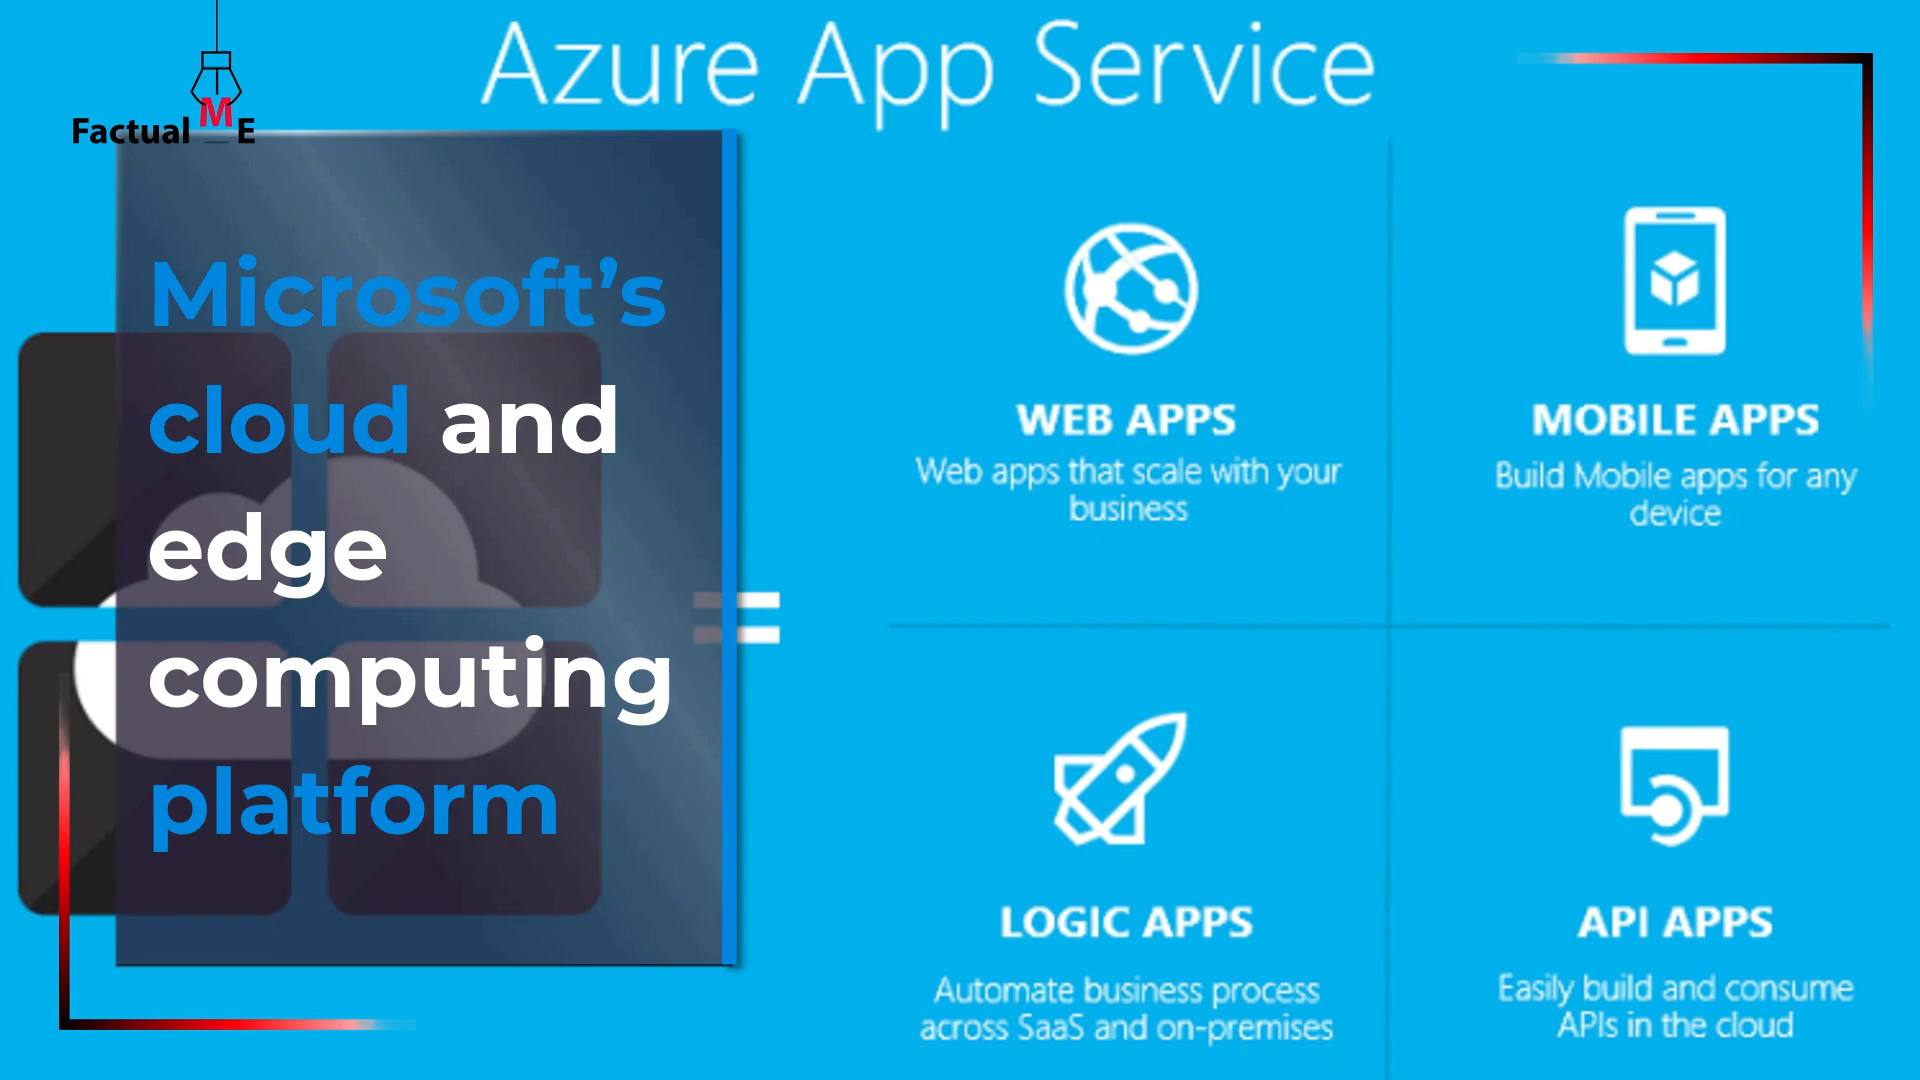 Azure App Service
Factual ME
Microsoft’s
cloud and
edge
computing
platform
WEB APPS
Web apps that scale with your
business
MOBILE APPS
Build Mobile apps for any
device
LOGIC APPS
Automate business process
across SaaS and on-premises
API APPS
Easily build and consume
APIs in the cloud